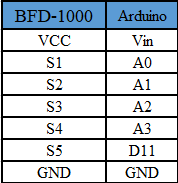 BFD-1000 Arduino
VCC Vin
S1 A0
S2 A1
S3 A2
S4 A3
S5 D11
GND GND